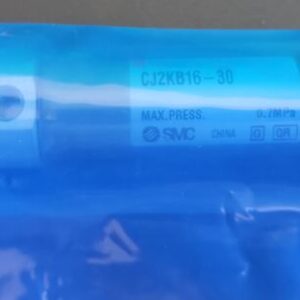 CJ2KB16-30
MAX.PRESS. 0.7MPa
SMC CHINA